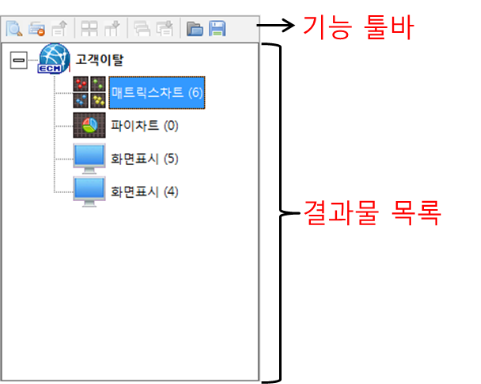 기능 툴바
고객이탈
ECM
매트릭스차트 (6)
파이차트 (0)
화면표시 (5)
화면표시 (4)
결과물 목록